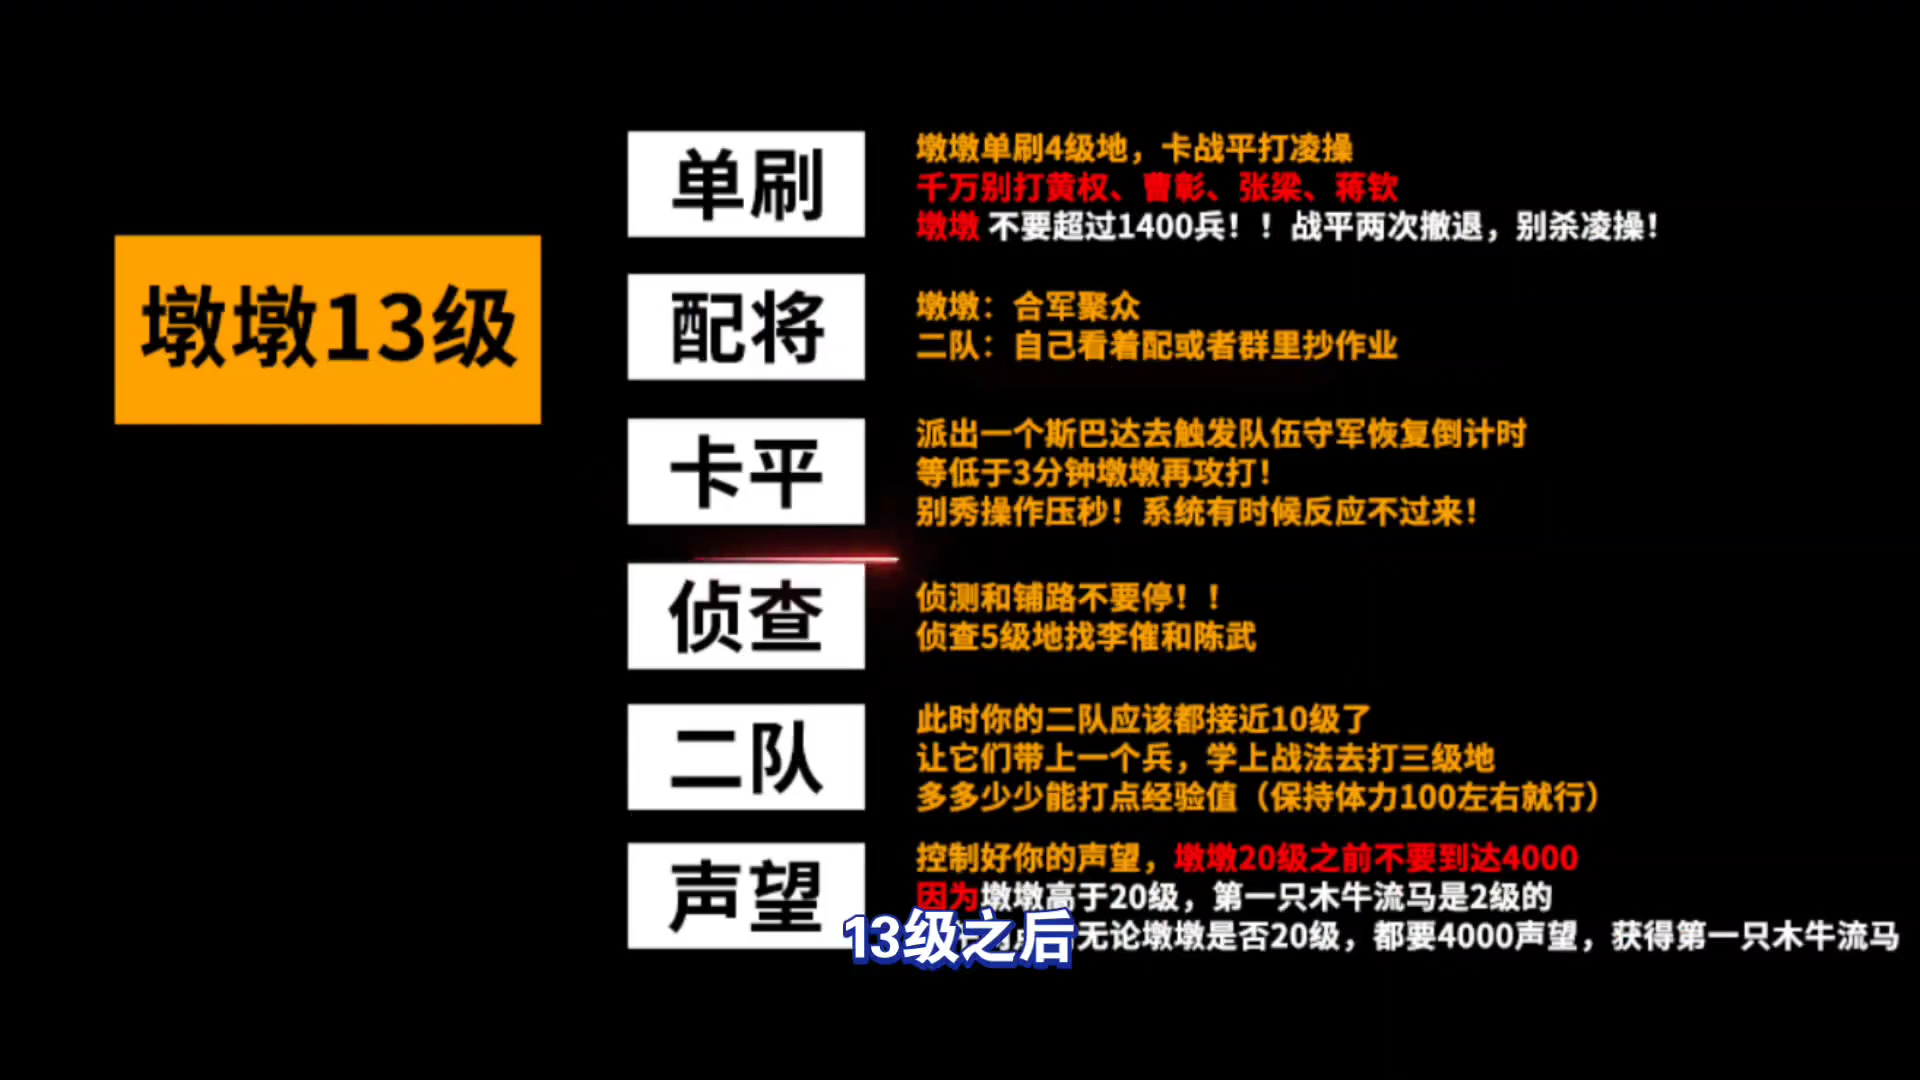 墩墩13级
单刷
墩墩单刷4级地，卡战平打凌操
千万别打黄权、曹彰、张梁、蒋钦
墩墩 不要超过1400兵！！战平两次撤退，别杀凌操！
配将
墩墩：合军聚众
二队：自己看着配或者群里抄作业
卡平
派出一个斯巴达去触发队伍守军恢复倒计时
等低于3分钟墩墩再攻打！
别秀操作压秒！系统有时候反应不过来！
侦查
侦测和铺路不要停！！
侦查5级地找李傕和陈武
二队
此时你的二队应该都接近10级了
让它们带上一个兵，学上战法去打三级地
多多少少能打点经验值（保持体力100左右就行）
声望
控制好你的声望，墩墩20级之前不要到达4000
因为墩墩高于20级，第一只木牛流马是2级的
无论墩墩是否20级，都要4000声望，获得第一只木牛流马
13级之后